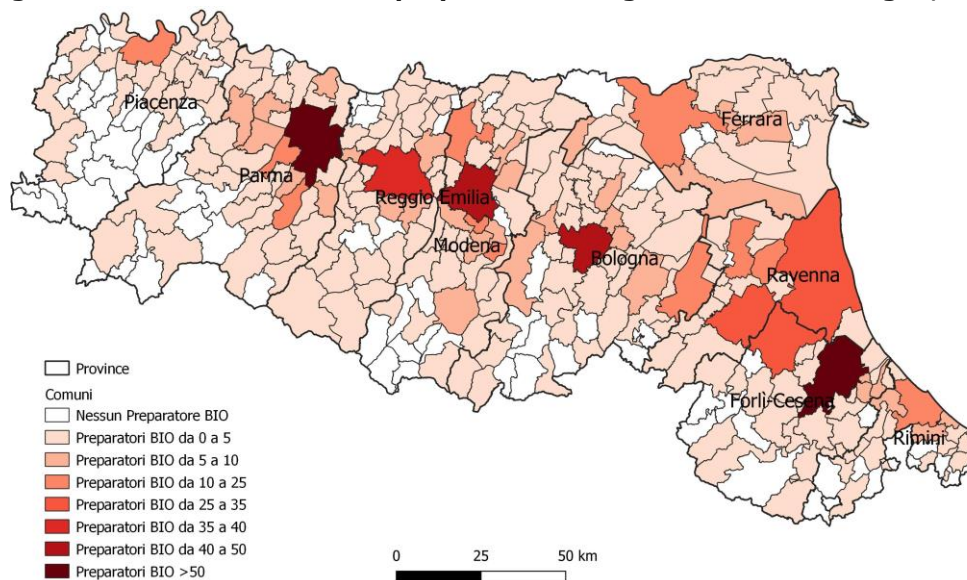 Piacenza
Ferrara
Parma
Reggio Emilia
Modena
Bologna
Ravenna
Forlì-Cesena
Rimini
Province
Comuni
Nessun Preparatore BIO
Preparatori BIO da 0 a 5
Preparatori BIO da 5 a 10
Preparatori BIO da 10 a 25
Preparatori BIO da 25 a 35
Preparatori BIO da 35 a 40
Preparatori BIO da 40 a 50
Preparatori BIO >50
0 25 50 km